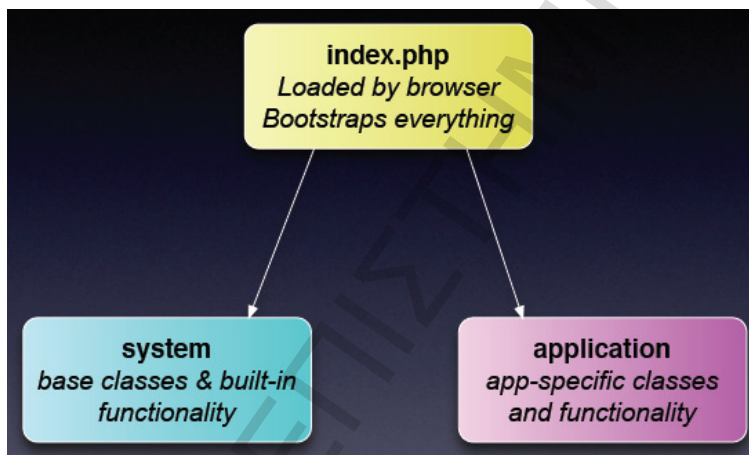 index.php
Loaded by browser
Bootstraps everything
system
base classes & built-in
functionality
application
app-specific classes
and functionality
ΕΠΙΣΤΗΜΙ